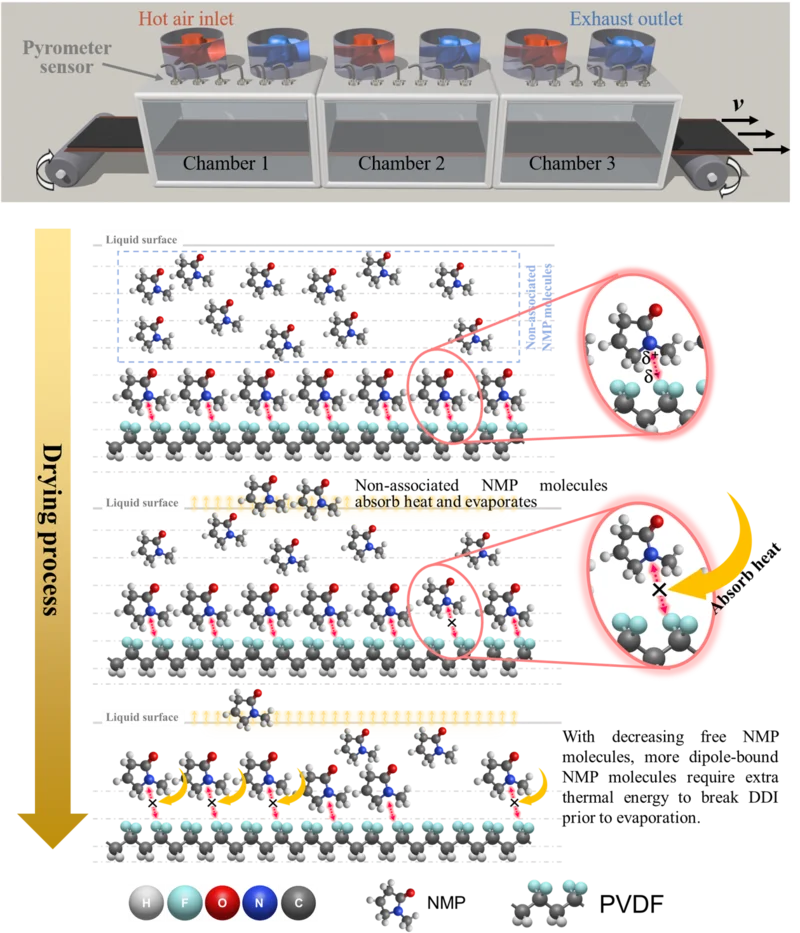 Hot air inlet
Exhaust outlet
Pyrometer
sensor
v
Chamber 1
Chamber 2
Chamber 3
Drying process
Liquid surface
Non-associated
NMP molecules
δ+
δ
Liquid surface
Non-associated NMP molecules
absorb heat and evaporates
Absorb heat
Liquid surface
With decreasing free NMP
molecules, more dipole-bound
NMP molecules require extra
thermal energy to break DDI
prior to evaporation.
H F O N C
NMP
PVDF